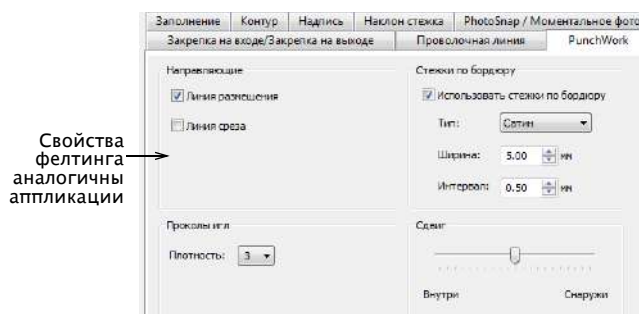 Заполнение Контур Надпись Наклон стежка PhotoSnap / Моментальное фото
Закрепка на входе/Закрепка на выходе Проволочная линия PunchWork
Направляющие
Линия размещения
Линия среза
Стежки по бордюру
Использовать стежки по бордюру
Тип: Сатин
Ширина: 5.00 мм
Интервал: 0.50 мм
Свойства
фелтинга
аналогичны
аппликации
Проколы игл
Плотность: 3
Сдвиг
Внутри Снаружи